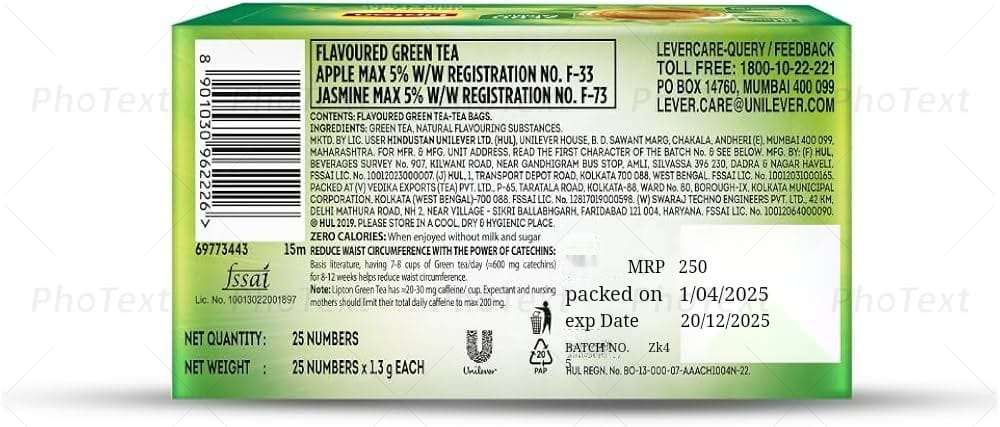 Lipton
8 901030 962226 >
FLAVOURED GREEN TEA
APPLE MAX 5% W/W REGISTRATION NO. F-33
JASMINE MAX 5% W/W REGISTRATION NO. F-73
LEVERCARE-QUERY / FEEDBACK
TOLL FREE: 1800-10-22-221
PO BOX 14760, MUMBAI 400 099
LEVER.CARE@UNILEVER.COM
CONTENTS: FLAVOURED GREEN TEA-TEA BAGS.
INGREDIENTS: GREEN TEA, NATURAL FLAVOURING SUBSTANCES.
MKTD. BY LIC. USER HINDUSTAN UNILEVER LTD. (HUL), UNILEVER HOUSE, B. D. SAWANT MARG, CHAKALA, ANDHERI (E), MUMBAI 400 099,
MAHARASHTRA. FOR MFR. & MFG. UNIT ADDRESS, READ THE FIRST CHARACTER OF THE BATCH No. & SEE BELOW. MFG. BY: (F) HUL,
BEVERAGES SURVEY No. 907, KILWANI ROAD, NEAR GANDHIGRAM BUS STOP, AMLI, SILVASSA 396 230, DADRA & NAGAR HAVELI.
FSSAI LIC. No. 10012023000007. (J) HUL, 1, TRANSPORT DEPOT ROAD, KOLKATA 700 088, WEST BENGAL. FSSAI LIC. No. 10012031000165.
PACKED AT (V) VEDIKA EXPORTS (TEA) PVT. LTD., P-65, TARATALA ROAD, KOLKATA-88, WARD No. 80, BOROUGH-IX, KOLKATA MUNICIPAL
CORPORATION, KOLKATA (WEST BENGAL)-700 088. FSSAI LIC. No. 12817019000598. (W) SWARAJ TECHNO ENGINEERS PVT. LTD., 42 KM,
DELHI MATHURA ROAD, NH 2, NEAR VILLAGE - SIKRI BALLABHGARH, FARIDABAD 121 004, HARYANA. FSSAI LIC. No. 10012064000090.
® HUL 2019. PLEASE STORE IN A COOL, DRY & HYGIENIC PLACE.
ZERO CALORIES: When enjoyed without milk and sugar
69773443 15m
REDUCE WAIST CIRCUMFERENCE WITH THE POWER OF CATECHINS:
Basis literature, having 7-8 cups of Green tea/day (≈600 mg catechins)
for 8-12 weeks helps reduce waist circumference.
Note: Lipton Green Tea has ≈20-30 mg caffeine/ cup. Expectant and nursing
mothers should limit their total daily caffeine to max 200 mg.
fssai
Lic. No. 10013022001897
MRP 250
packed on 1/04/2025
exp Date 20/12/2025
BATCH NO. Zk4
5
HUL REGN. No. BO-13-000-07-AAACH1004N-22.
NET QUANTITY : 25 NUMBERS
NET WEIGHT : 25 NUMBERS x 1.3 g EACH
Unilever
20
PAP
PhoText
PhoText
PhoText
PhoText
PhoText
PhoText